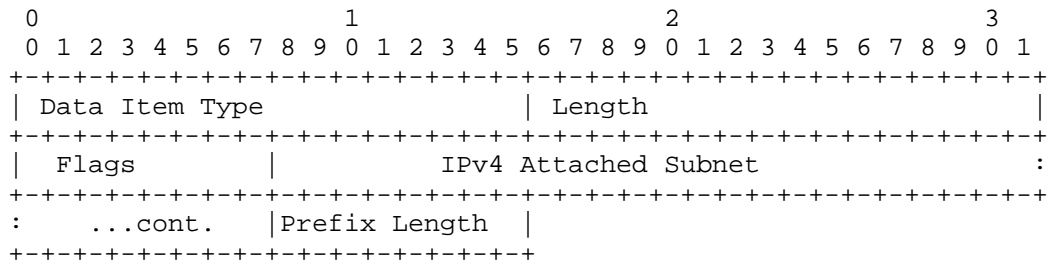 0                   1                   2                   3
 0 1 2 3 4 5 6 7 8 9 0 1 2 3 4 5 6 7 8 9 0 1 2 3 4 5 6 7 8 9 0 1
+-+-+-+-+-+-+-+-+-+-+-+-+-+-+-+-+-+-+-+-+-+-+-+-+-+-+-+-+-+-+-+-+
| Data Item Type                | Length                        |
+-+-+-+-+-+-+-+-+-+-+-+-+-+-+-+-+-+-+-+-+-+-+-+-+-+-+-+-+-+-+-+-+
|   Flags       |          IPv4 Attached Subnet                 :
+-+-+-+-+-+-+-+-+-+-+-+-+-+-+-+-+-+-+-+-+-+-+-+-+-+-+-+-+-+-+-+-+
:    ...cont.   |Prefix Length  |
+-+-+-+-+-+-+-+-+-+-+-+-+-+-+-+-+